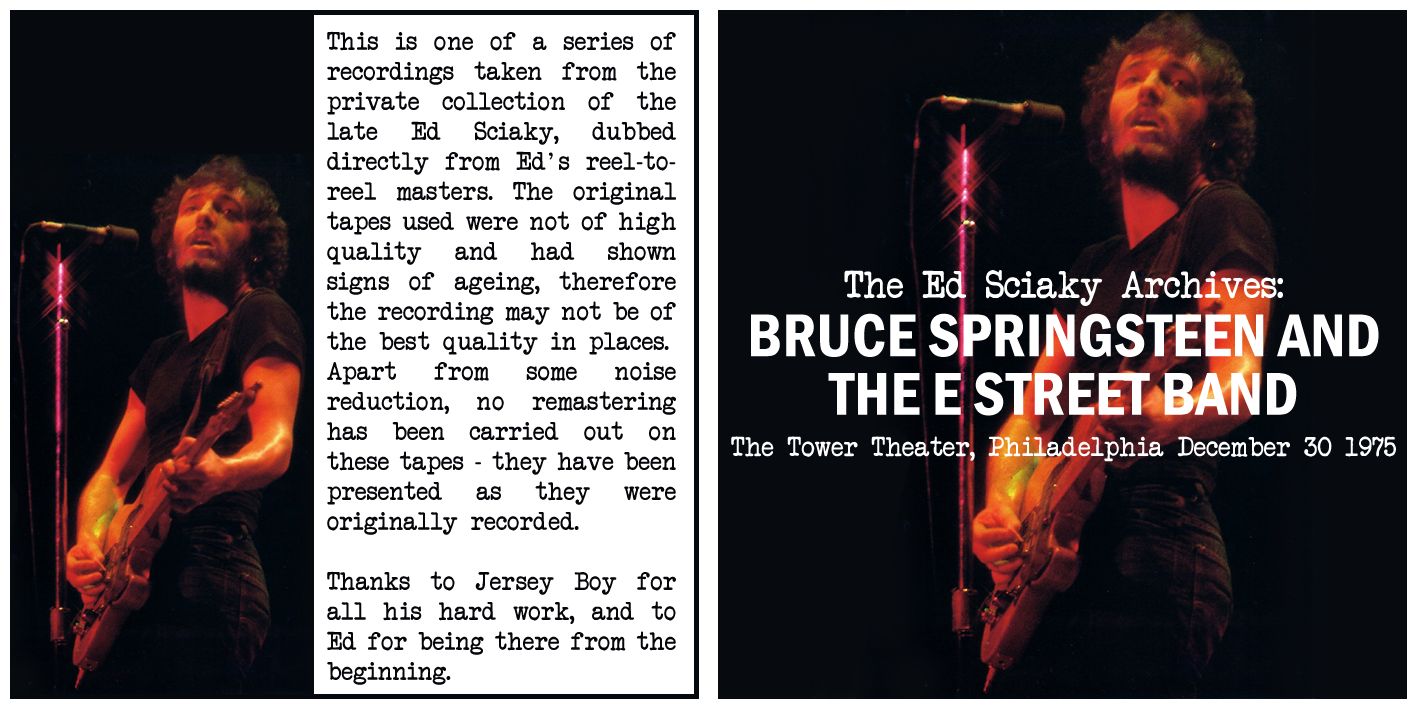 This is one of a series of
recordings taken from the
private collection of the
late Ed Sciaky, dubbed
directly from Ed's reel-to-
reel masters. The original
tapes used were not of high
quality and had shown
signs of ageing, therefore
the recording may not be of
the best quality in places.
Apart from some noise
reduction, no remastering
has been carried out on
these tapes - they have been
presented as they were
originally recorded.
Thanks to Jersey Boy for
all his hard work, and to
Ed for being there from the
beginning.
The Ed Sciaky Archives:
BRUCE SPRINGSTEEN AND
THE E STREET BAND
The Tower Theater, Philadelphia December 30 1975